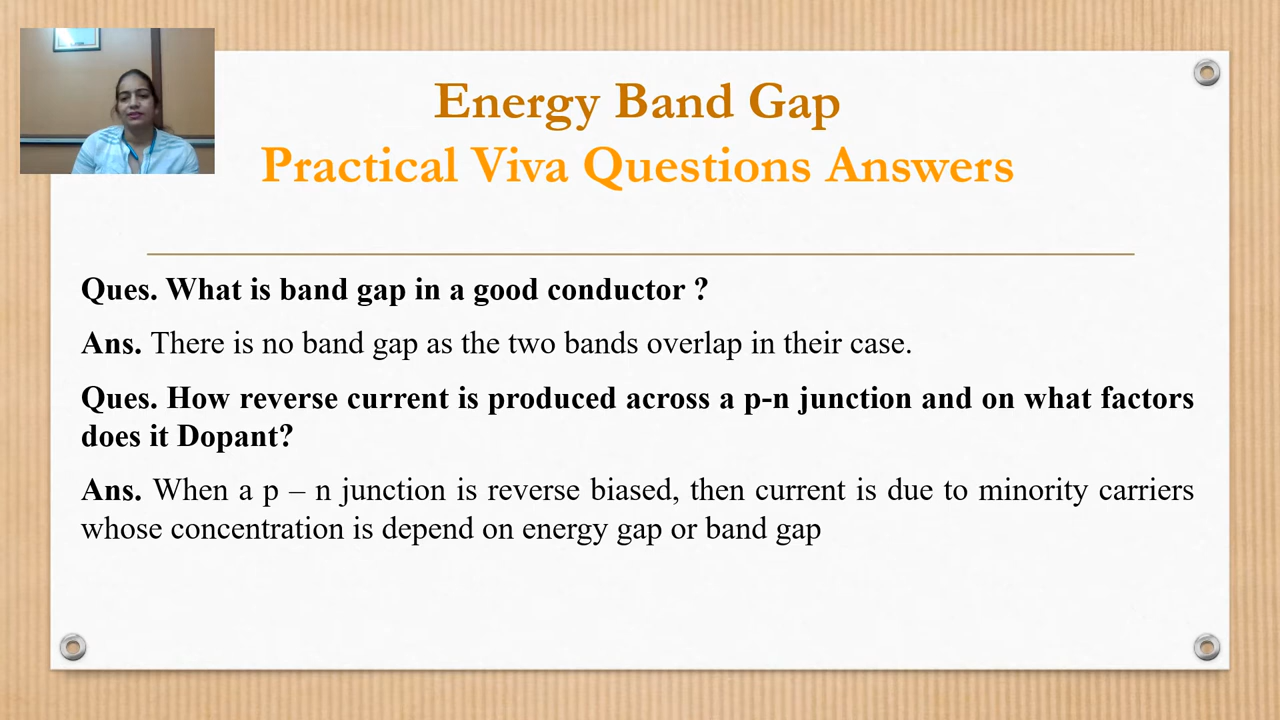 Energy Band Gap
Practical Viva Questions Answers
Ques. What is band gap in a good conductor ?
Ans. There is no band gap as the two bands overlap in their case.
Ques. How reverse current is produced across a p-n junction and on what factors
does it Dopant?
Ans. When a p – n junction is reverse biased, then current is due to minority carriers
whose concentration is depend on energy gap or band gap